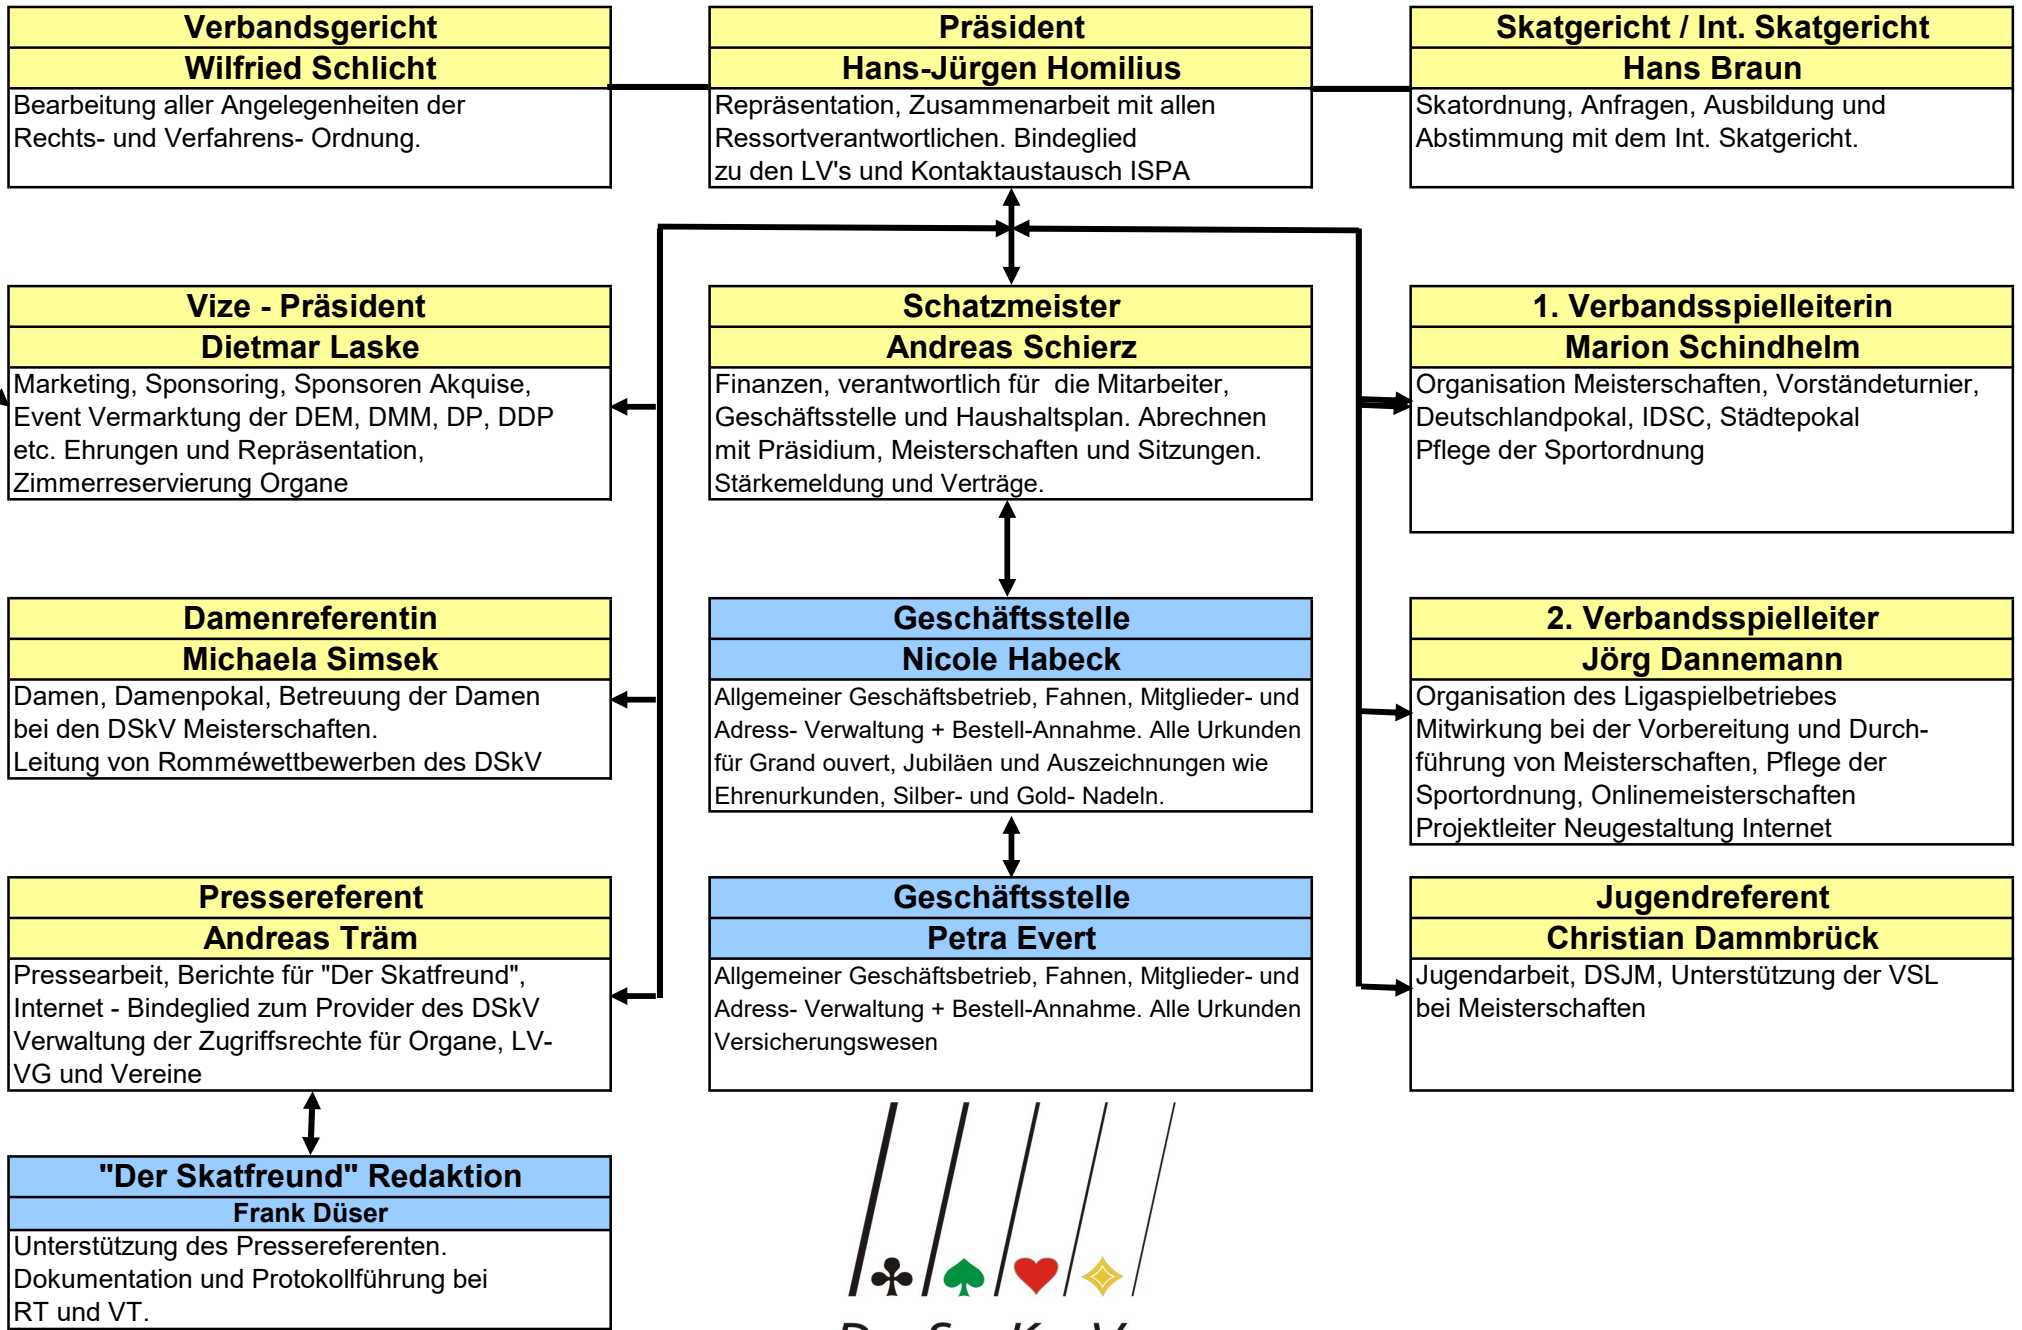 Verbandsgericht
Wilfried Schlicht
Bearbeitung aller Angelegenheiten der
Rechts- und Verfahrens- Ordnung.
Präsident
Hans-Jürgen Homilius
Repräsentation, Zusammenarbeit mit allen
Ressortverantwortlichen. Bindeglied
zu den LV's und Kontaktaustausch ISPA
Skatgericht / Int. Skatgericht
Hans Braun
Skatordnung, Anfragen, Ausbildung und
Abstimmung mit dem Int. Skatgericht.
Vize - Präsident
Dietmar Laske
Marketing, Sponsoring, Sponsoren Akquise,
Event Vermarktung der DEM, DMM, DP, DDP
etc. Ehrungen und Repräsentation,
Zimmerreservierung Organe
Schatzmeister
Andreas Schierz
Finanzen, verantwortlich für  die Mitarbeiter,
Geschäftsstelle und Haushaltsplan. Abrechnen
mit Präsidium, Meisterschaften und Sitzungen.
Stärkemeldung und Verträge.
1. Verbandsspielleiterin
Marion Schindhelm
Organisation Meisterschaften, Vorständeturnier,
Deutschlandpokal, IDSC, Städtepokal
Pflege der Sportordnung
Damenreferentin
Michaela Simsek
Damen, Damenpokal, Betreuung der Damen
bei den DSkV Meisterschaften.
Leitung von Romméwettbewerben des DSkV
Geschäftsstelle
Nicole Habeck
Allgemeiner Geschäftsbetrieb, Fahnen, Mitglieder- und
Adress- Verwaltung + Bestell-Annahme. Alle Urkunden
für Grand ouvert, Jubiläen und Auszeichnungen wie
Ehrenurkunden, Silber- und Gold- Nadeln.
2. Verbandsspielleiter
Jörg Dannemann
Organisation des Ligaspielbetriebes
Mitwirkung bei der Vorbereitung und Durch-
führung von Meisterschaften, Pflege der
Sportordnung, Onlinemeisterschaften
Projektleiter Neugestaltung Internet
Pressereferent
Andreas Träm
Pressearbeit, Berichte für "Der Skatfreund",
Internet - Bindeglied zum Provider des DSkV
Verwaltung der Zugriffsrechte für Organe, LV-
VG und Vereine
Geschäftsstelle
Petra Evert
Allgemeiner Geschäftsbetrieb, Fahnen, Mitglieder- und
Adress- Verwaltung + Bestell-Annahme. Alle Urkunden
Versicherungswesen
Jugendreferent
Christian Dammbrück
Jugendarbeit, DSJM, Unterstützung der VSL
bei Meisterschaften
"Der Skatfreund" Redaktion
Frank Düser
Unterstützung des Pressereferenten.
Dokumentation und Protokollführung bei
RT und VT.